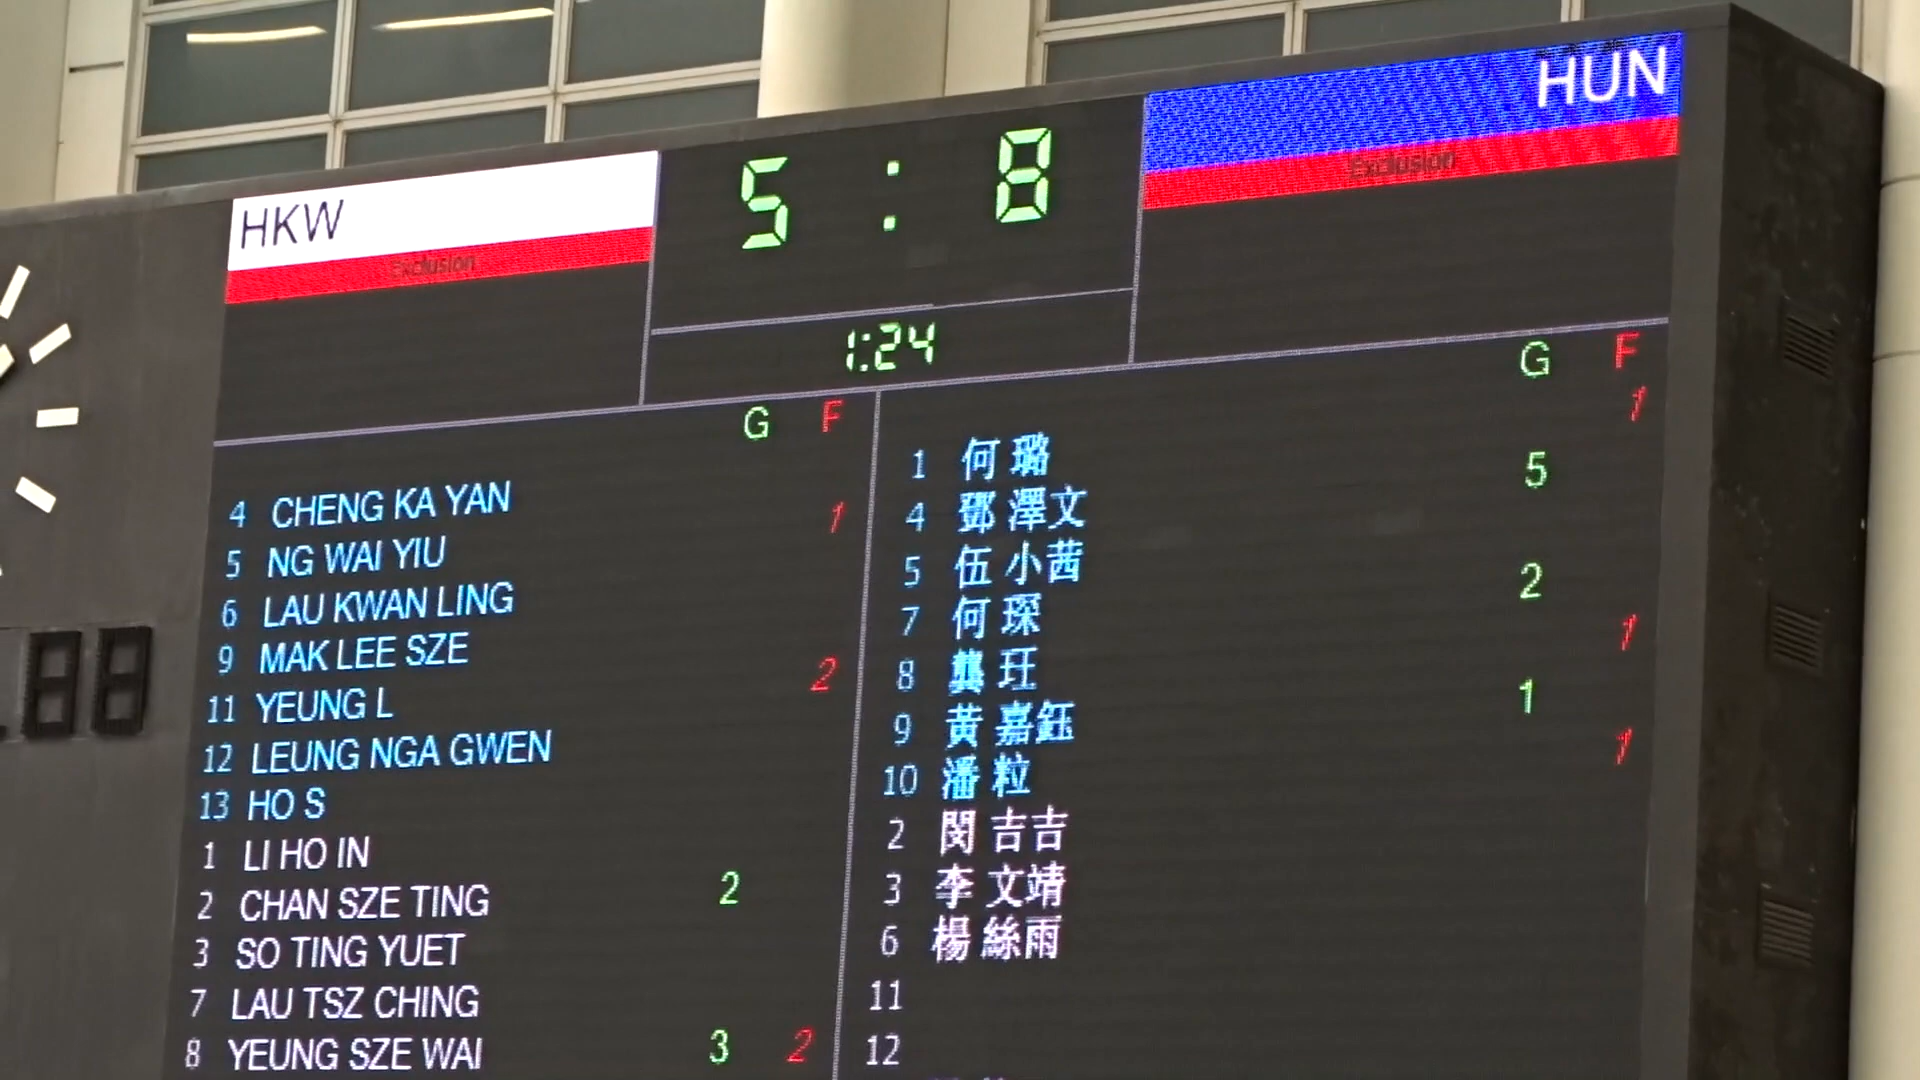 HKW
Exclusion
5 : 8
HUN
Exclusion
1:24
G F
4 CHENG KA YAN
5 NG WAI YIU 1
6 LAU KWAN LING
9 MAK LEE SZE
11 YEUNG L 2
12 LEUNG NGA GWEN
13 HO S
1 LI HO IN
2 CHAN SZE TING 2
3 SO TING YUET
7 LAU TSZ CHING
8 YEUNG SZE WAI 3 2
G F
1 何 璐 1
4 鄧 澤文 5
5 伍 小茜
7 何 琛 2
8 龔 玨 1
9 黃 嘉鈺 1
10 潘 粒 1
2 閔 吉吉
3 李 文靖
6 楊 絲雨
11
12
88